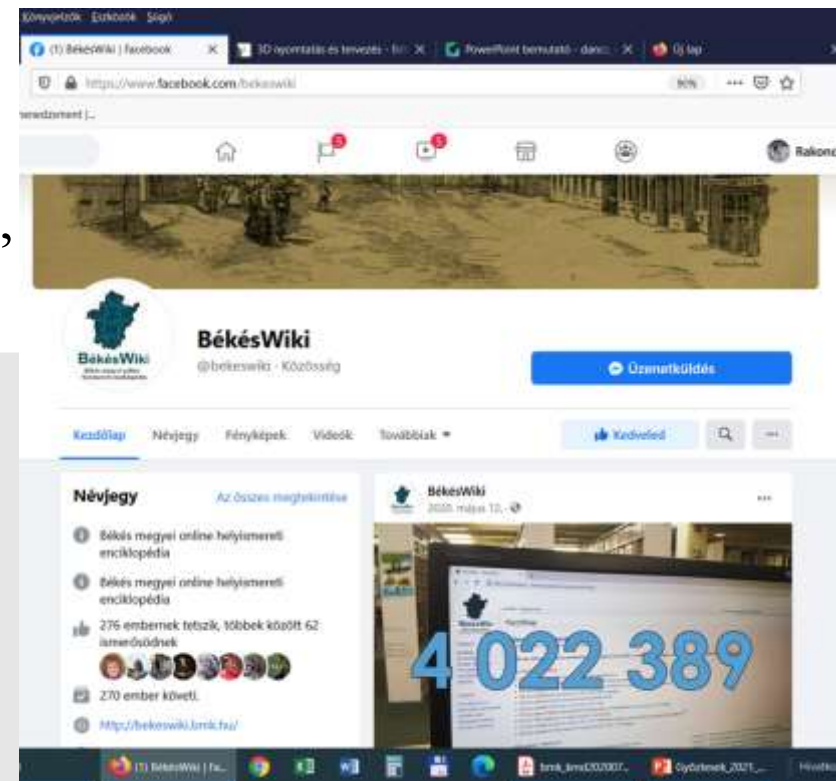 Könyvjelzők Eszközök Súgó
(1) BékésWiki | Facebook
3D nyomtatás és tervezés -
PowerPoint bemutató -
Új lap
https://www.facebook.com/bekeswiki
90%
5
5
,
BékésWiki
BékésWiki
@bekeswiki · Közösség
Üzenetküldés
Kezdőlap Névjegy Fényképek Videók Továbbiak
Kedveled
Névjegy
Az összes megtekintése
Békés megyei online helyismereti
enciklopédia
Békés megyei online helyismereti
enciklopédia
276 embernek tetszik, többek között 62
ismerősödnek
270 ember követi.
http://bekeswiki.bmk.hu/
BékésWiki
2020. május 12.
4 022 389
(1) BékésWiki | Fa...